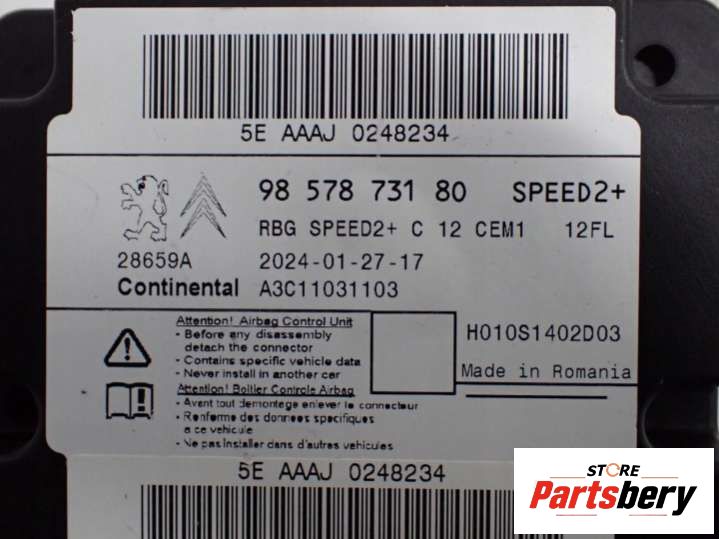 5E AAAJ 0248234
98 578 731 80 SPEED2+
RBG SPEED2+ C 12 CEM1 12FL
28659A 2024-01-27-17
Continental A3C11031103
Attention! Airbag Control Unit
- Before any disassembly
detach the connector
- Contains specific vehicle data
- Never install in another car
H010S1402D03
Made in Romania
Attention! Boîtier Controle Airbag
- Avant tout demontage enlever le connecteur
- Renferme des donnees specifiques
a ce vehicule
- Ne pas installer dans d'autres vehicules
5E AAAJ 0248234
STORE
Partsbery